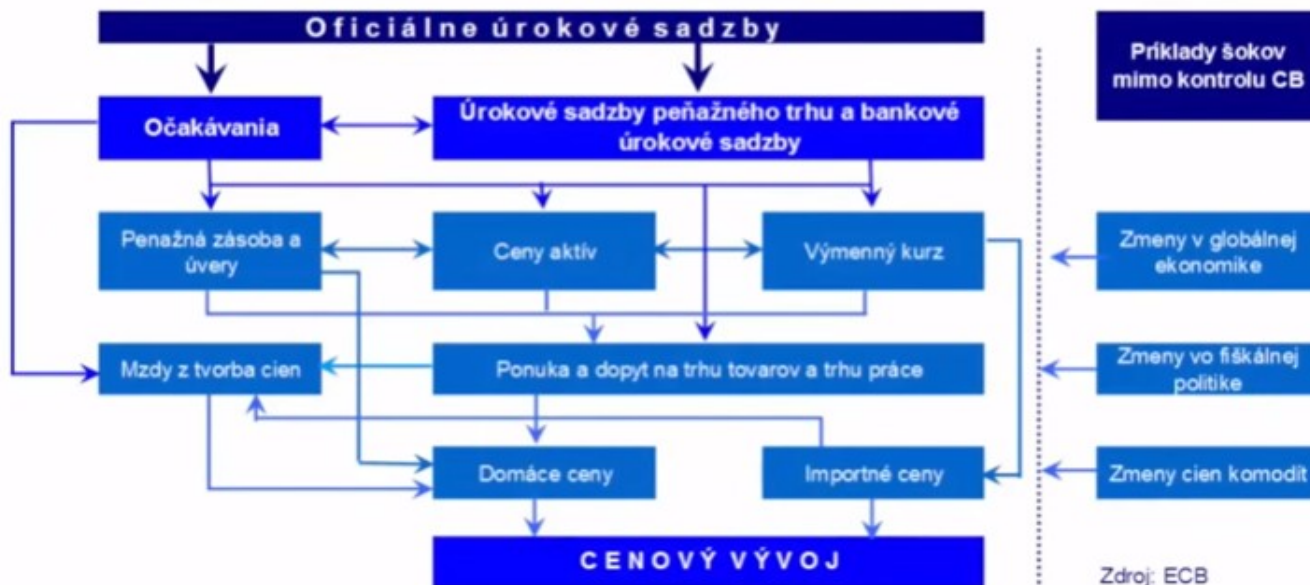 Oficiálne úrokové sadzby
Príklady šokov
mimo kontrolu CB
Očakávania
Úrokové sadzby peňažného trhu a bankové
úrokové sadzby
Penažná zásoba a
úvery
Ceny aktív
Výmenný kurz
Zmeny v globálnej
ekonomike
Mzdy z tvorba cien
Ponuka a dopyt na trhu tovarov a trhu práce
Zmeny vo fiškálnej
politike
Domáce ceny
Importné ceny
Zmeny cien komodít
CENOVÝ VÝVOJ
Zdroj: ECB